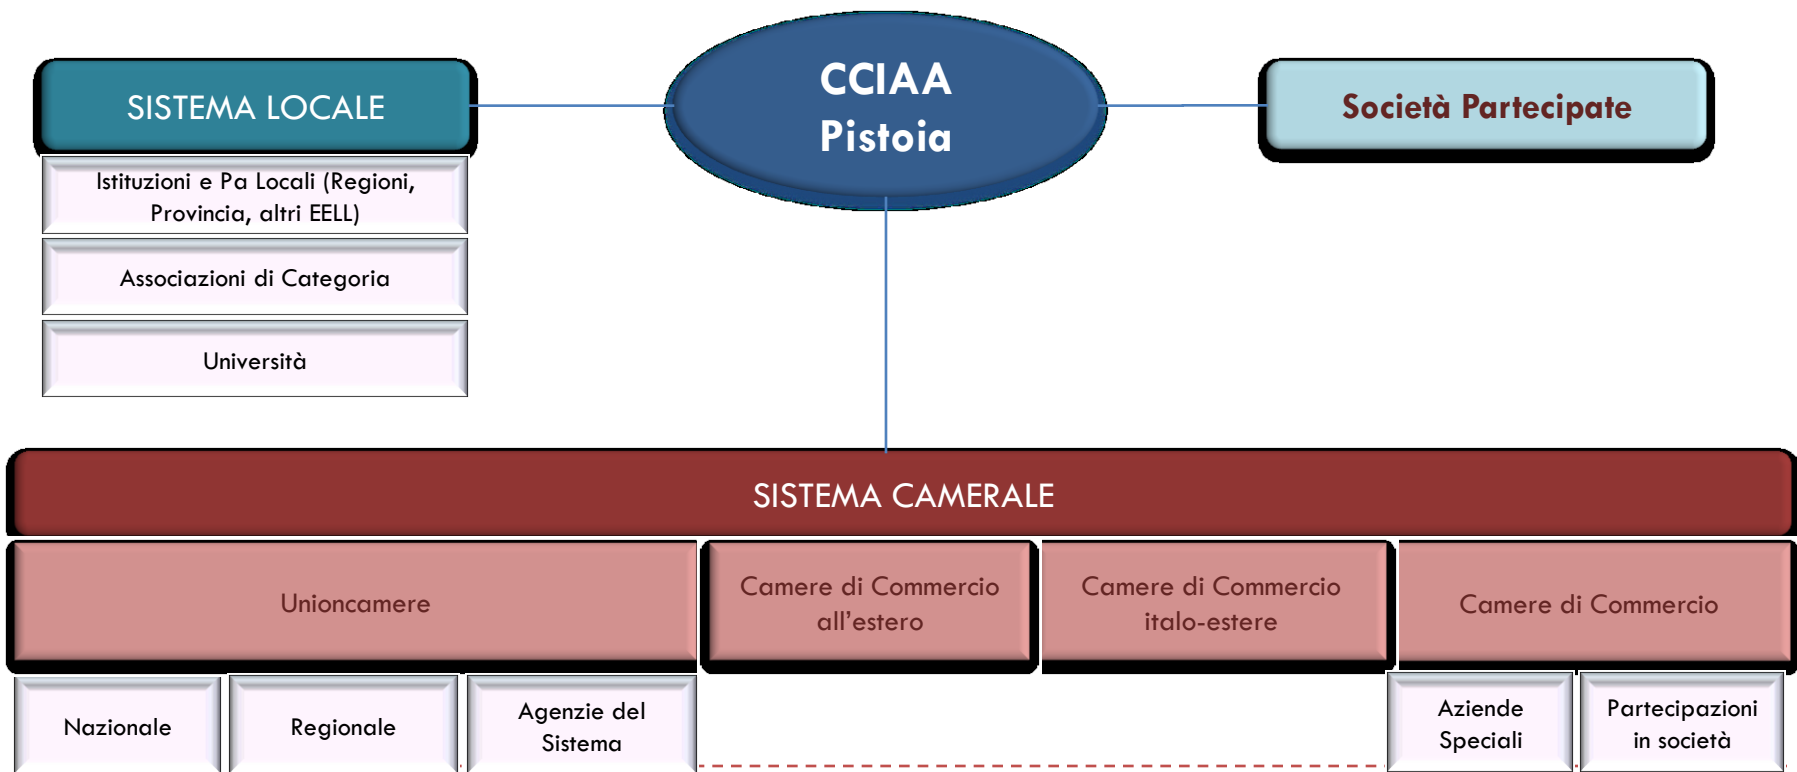 CCIAA
Pistoia
SISTEMA LOCALE
Società Partecipate
Istituzioni e Pa Locali (Regioni,
Provincia, altri EELL)
Associazioni di Categoria
Università
SISTEMA CAMERALE
Unioncamere
Camere di Commercio
all’estero
Camere di Commercio
italo-estere
Camere di Commercio
Nazionale
Regionale
Agenzie del
Sistema
Aziende
Speciali
Partecipazioni
in società